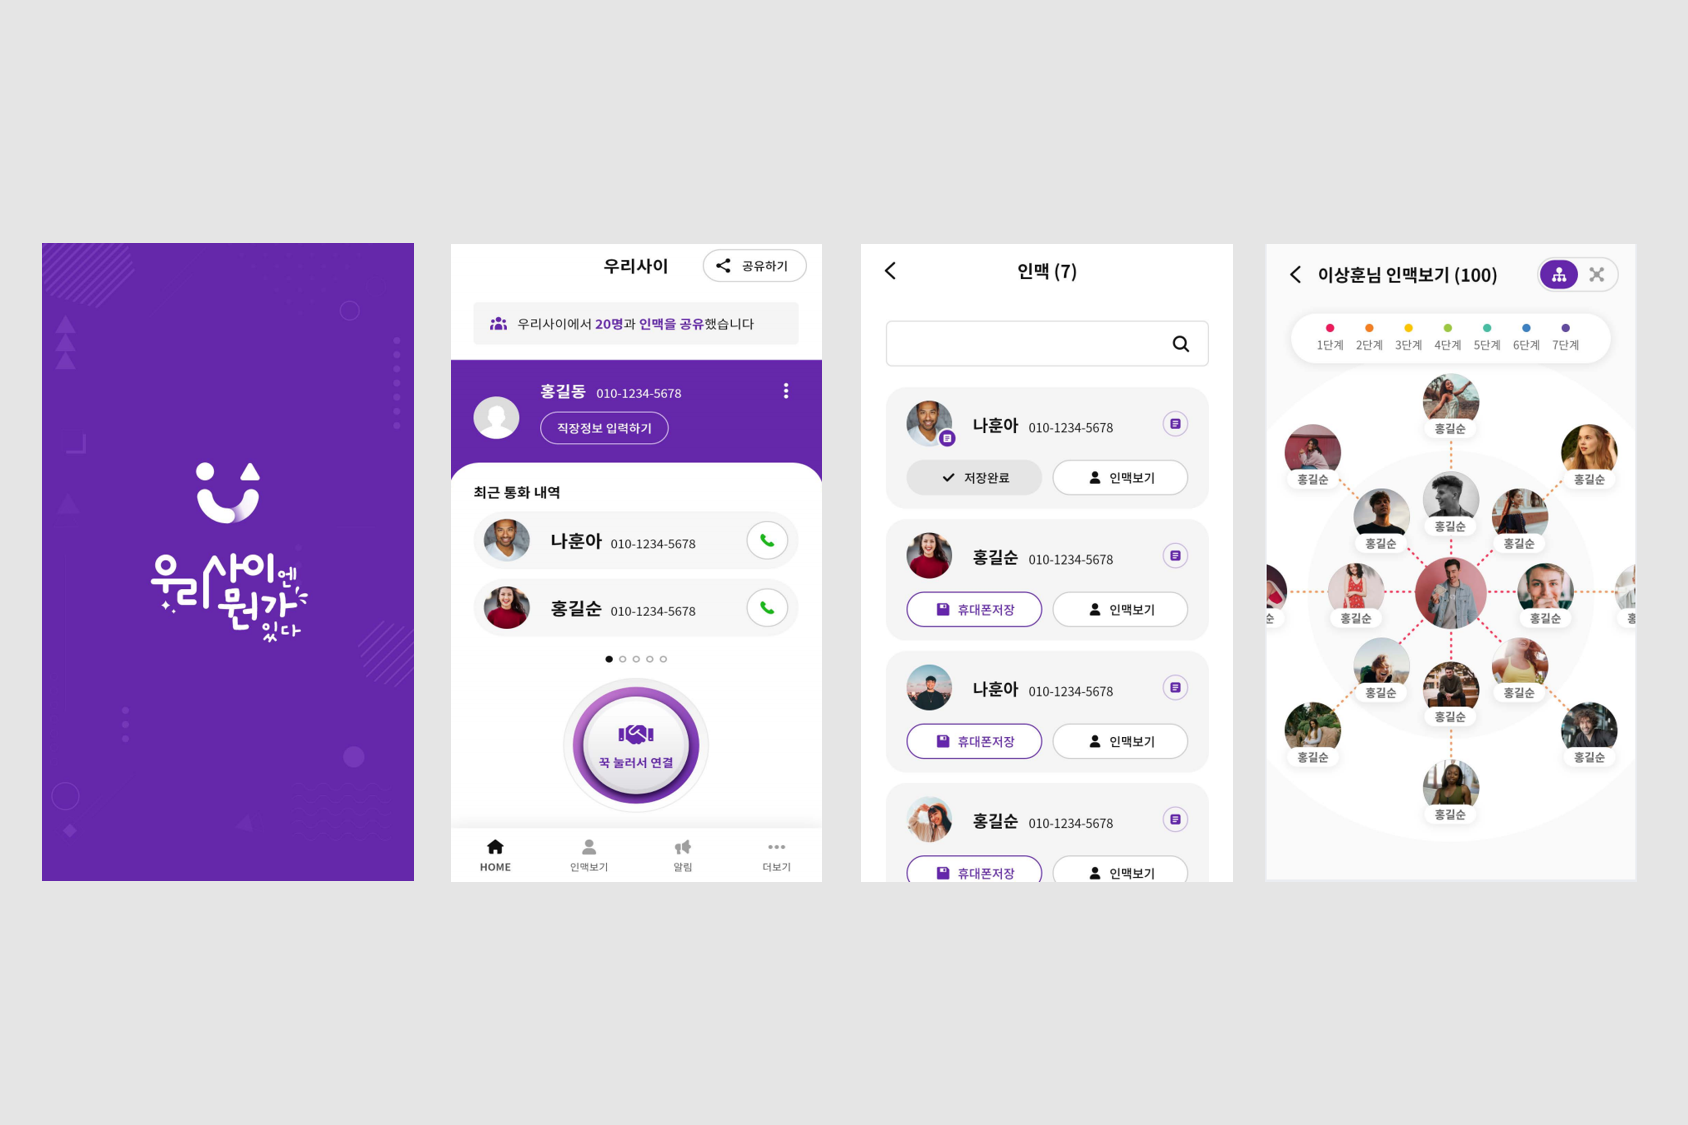 우리 사이엔
뭔가
있다
우리사이
공유하기
우리사이에서 20명과 인맥을 공유했습니다
홍길동 010-1234-5678
직장정보 입력하기
최근 통화 내역
나훈아 010-1234-5678
홍길순 010-1234-5678
꾹 눌러서 연결
HOME
인맥보기
알림
더보기
인맥 (7)
나훈아 010-1234-5678
저장완료
인맥보기
홍길순 010-1234-5678
휴대폰저장
인맥보기
나훈아 010-1234-5678
휴대폰저장
인맥보기
홍길순 010-1234-5678
휴대폰저장
인맥보기
이상훈님 인맥보기 (100)
1단계 2단계 3단계 4단계 5단계 6단계 7단계
홍길순
홍길순
홍길순
홍길순
홍길순
홍길순
순
홍길순
홍길순
홍
홍길순
홍길순
홍길순
홍길순
홍길순
홍길순